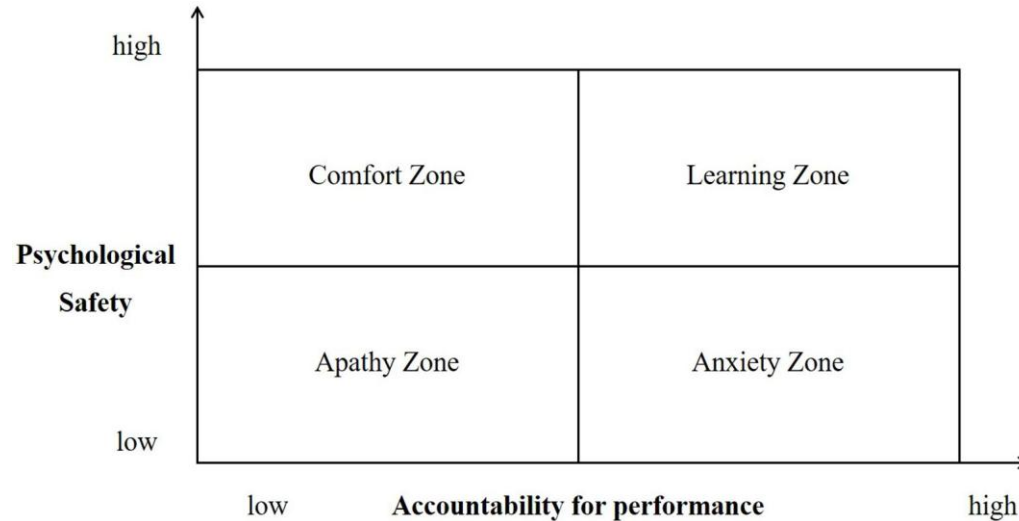 high
Comfort Zone
Learning Zone
Psychological
Safety
Apathy Zone
Anxiety Zone
low
low
Accountability for performance
high